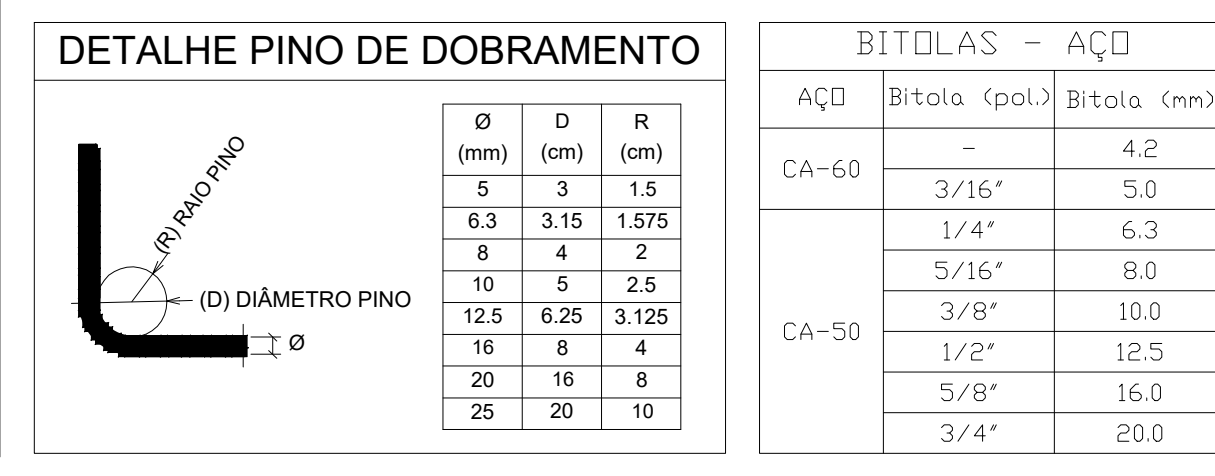 DETALHE PINO DE DOBRAMENTO
(R) RAIO PINO
(D) DIÂMETRO PINO
Ø
Ø D R
(mm) (cm) (cm)
5 3 1.5
6.3 3.15 1.575
8 4 2
10 5 2.5
12.5 6.25 3.125
16 8 4
20 16 8
25 20 10
BITOLAS - AÇO
AÇO Bitola (pol.) Bitola (mm)
CA-60
- 4.2
3/16" 5.0
CA-50
1/4" 6.3
5/16" 8.0
3/8" 10.0
1/2" 12.5
5/8" 16.0
3/4" 20.0